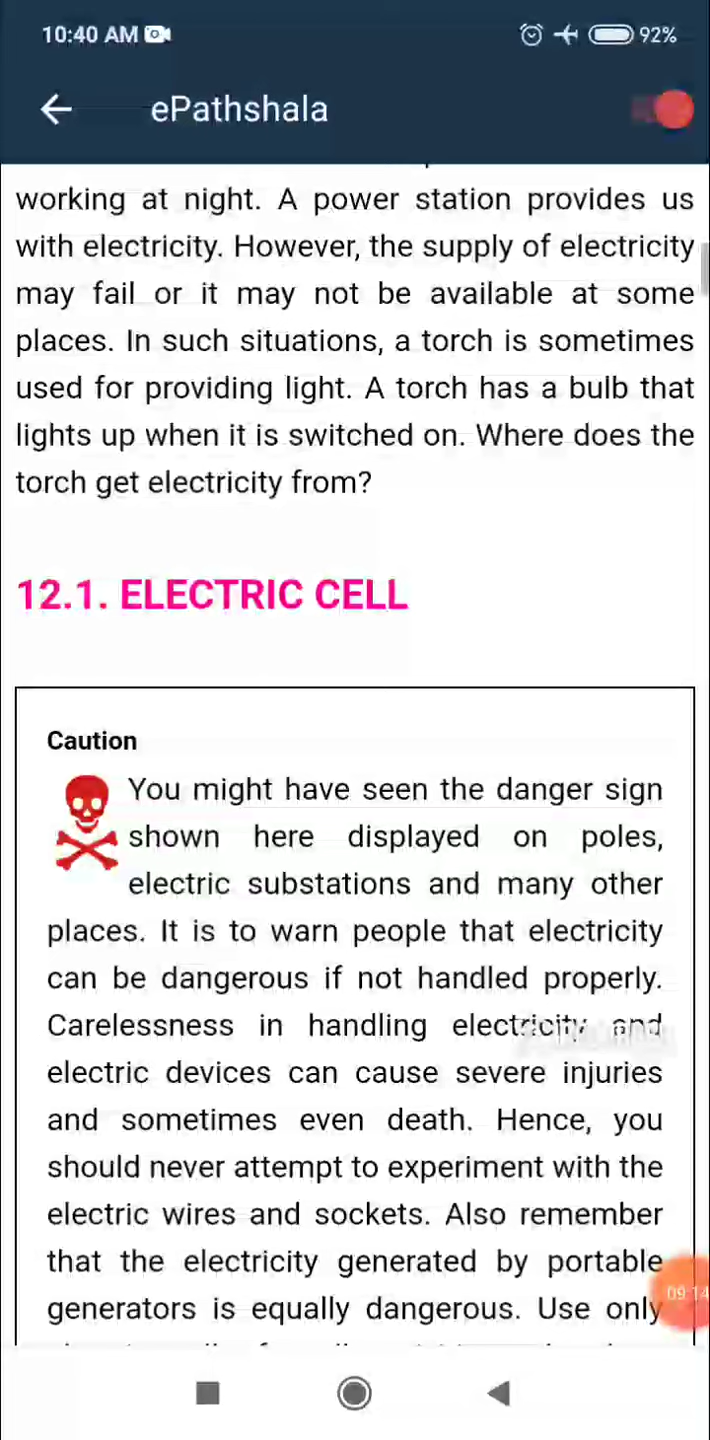 10:40 AM
92%
ePathshala
working at night. A power station provides us
with electricity. However, the supply of electricity
may fail or it may not be available at some
places. In such situations, a torch is sometimes
used for providing light. A torch has a bulb that
lights up when it is switched on. Where does the
torch get electricity from?
12.1. ELECTRIC CELL
Caution
You might have seen the danger sign
shown here displayed on poles,
electric substations and many other
places. It is to warn people that electricity
can be dangerous if not handled properly.
Carelessness in handling electricity and
electric devices can cause severe injuries
and sometimes even death. Hence, you
should never attempt to experiment with the
electric wires and sockets. Also remember
that the electricity generated by portable
generators is equally dangerous. Use only
09:14